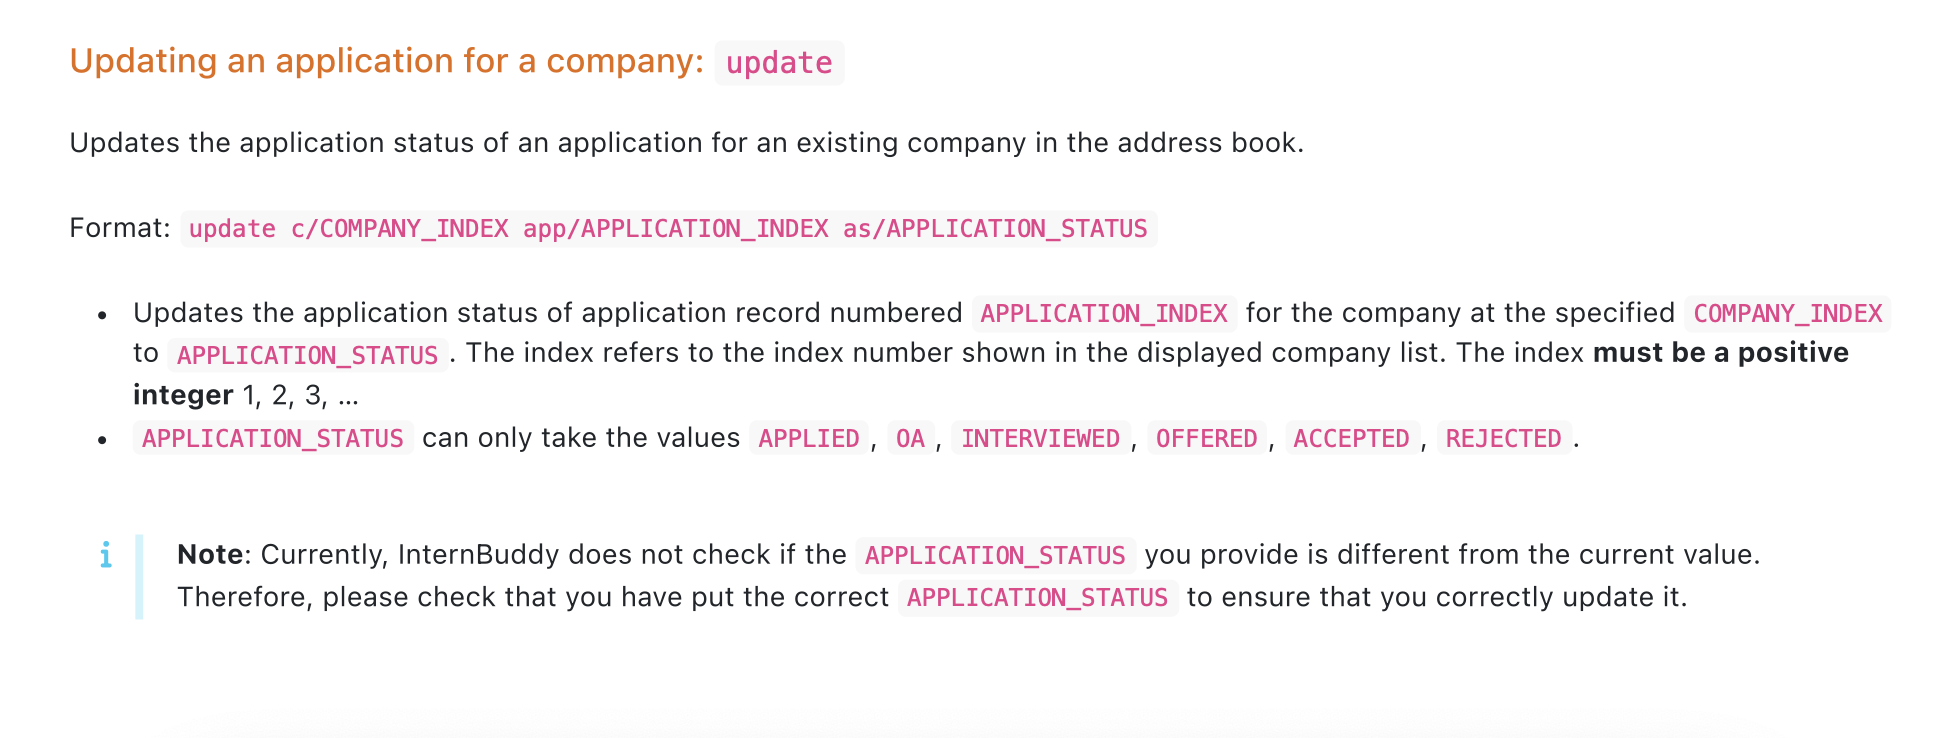 Updating an application for a company: update
Updates the application status of an application for an existing company in the address book.
Format: update c/COMPANY_INDEX app/APPLICATION_INDEX as/APPLICATION_STATUS
• Updates the application status of application record numbered APPLICATION_INDEX for the company at the specified COMPANY_INDEX
to APPLICATION_STATUS. The index refers to the index number shown in the displayed company list. The index must be a positive
integer 1, 2, 3, …
• APPLICATION_STATUS can only take the values APPLIED, OA, INTERVIEWED, OFFERED, ACCEPTED, REJECTED.
i Note: Currently, InternBuddy does not check if the APPLICATION_STATUS you provide is different from the current value.
Therefore, please check that you have put the correct APPLICATION_STATUS to ensure that you correctly update it.